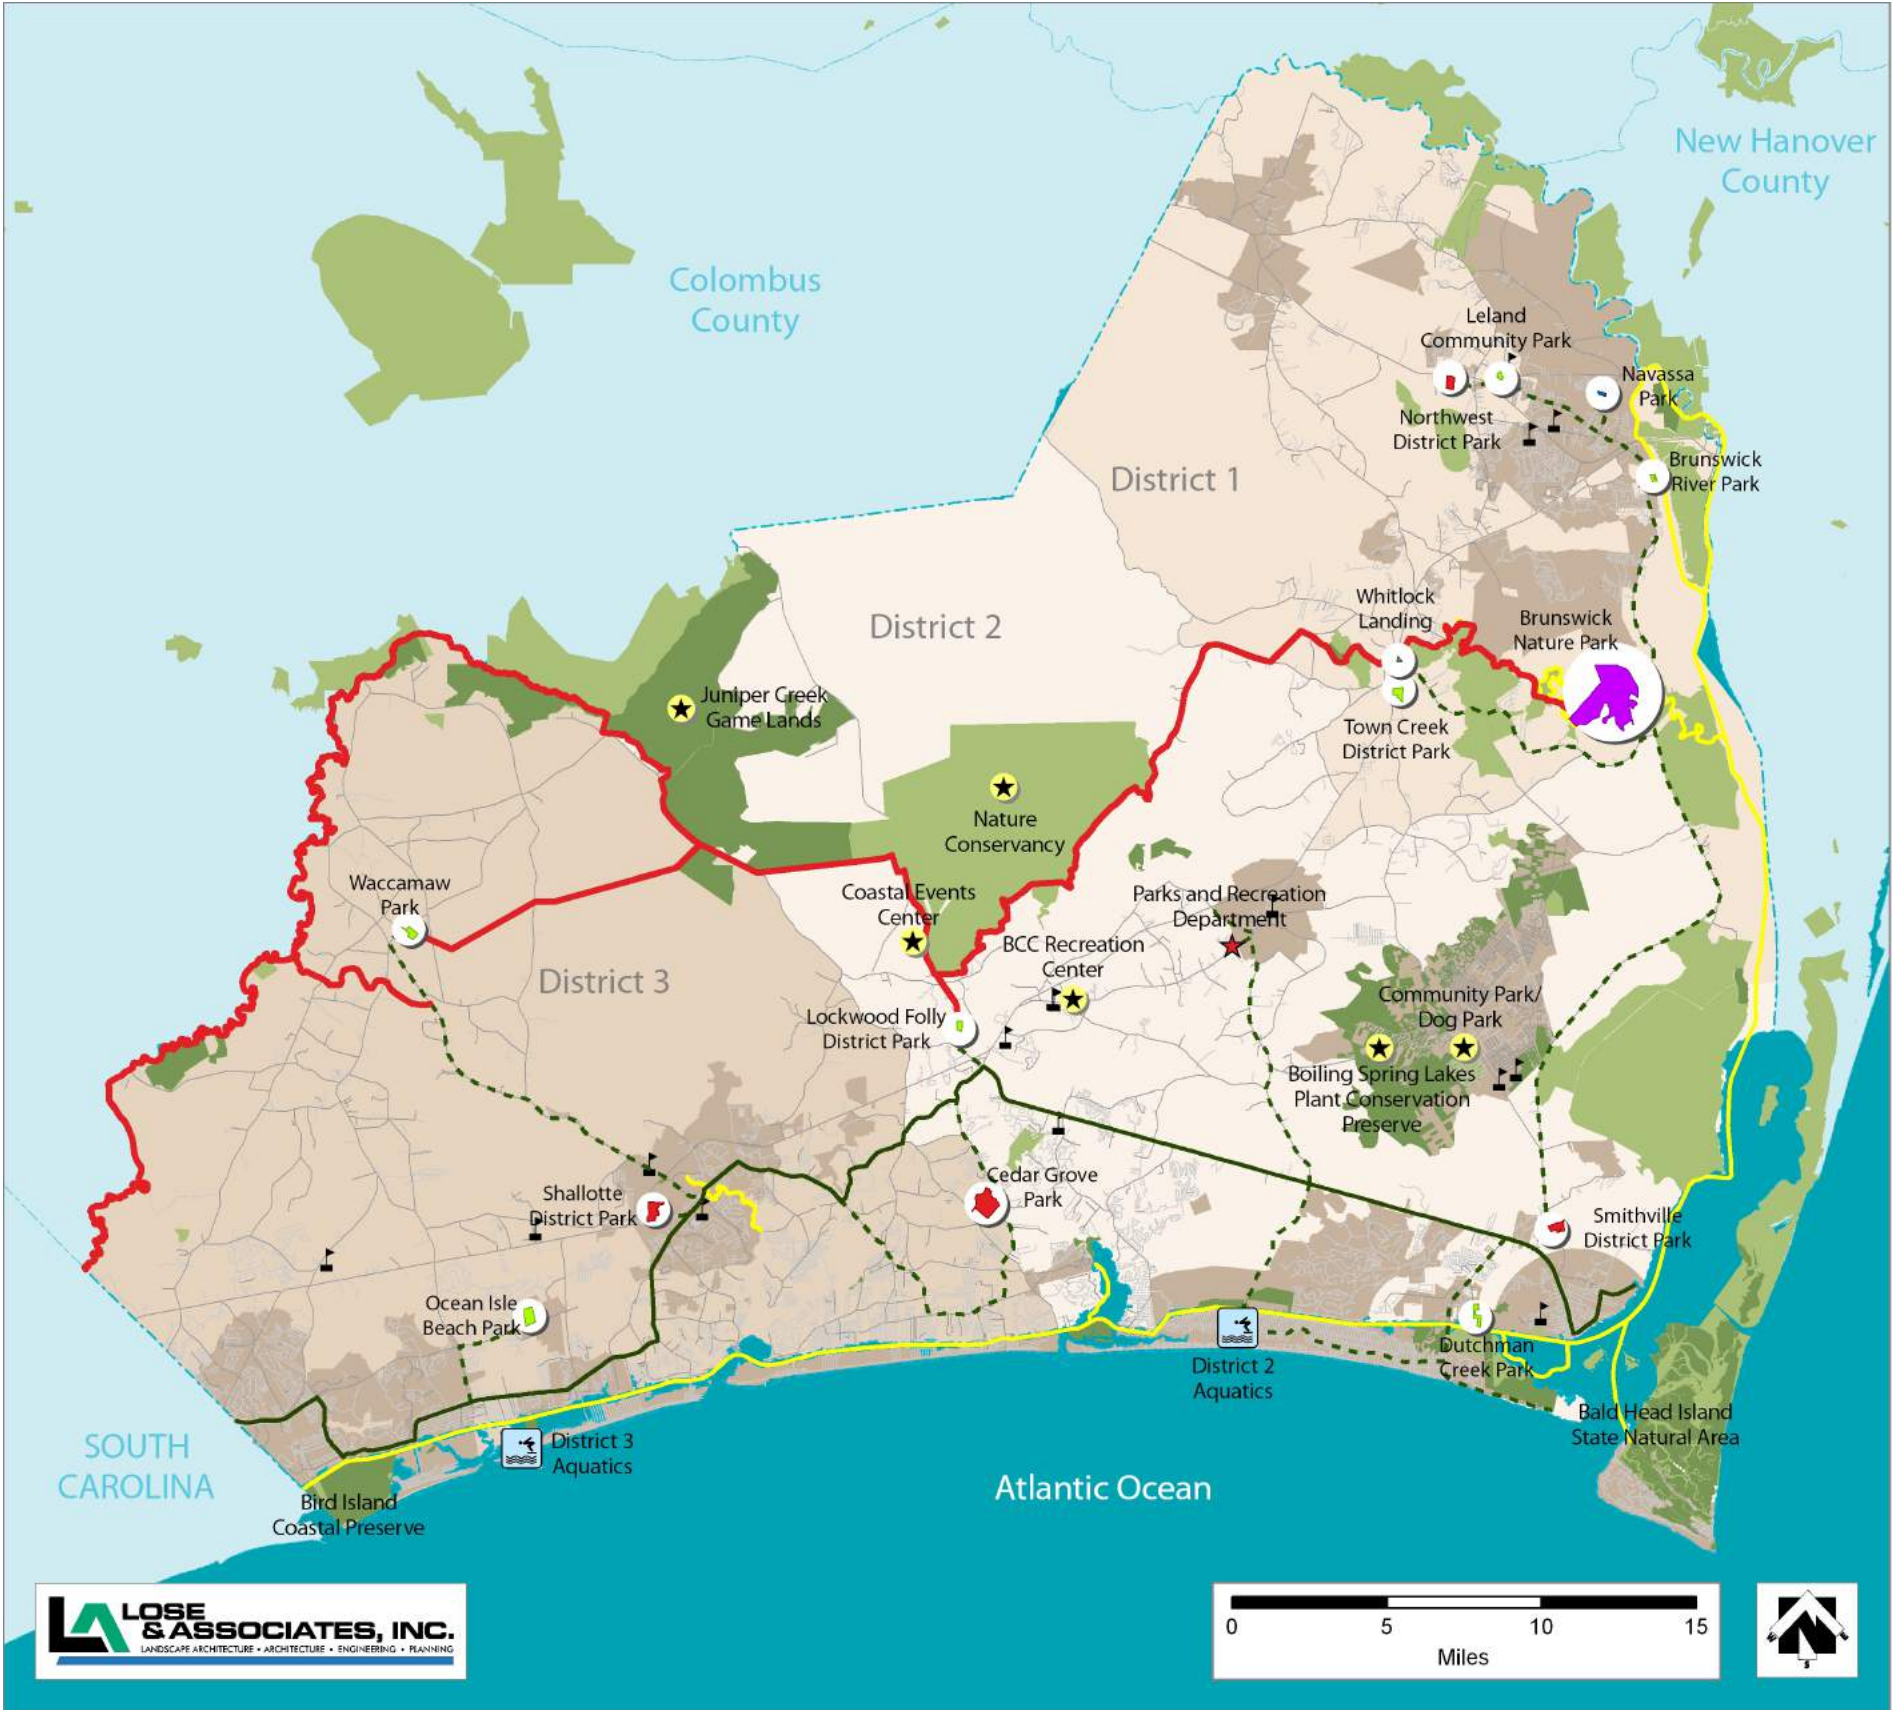 New Hanover
County
Colombus
County
Leland
Community Park
Navassa
Park
Northwest
District Park
Brunswick
River Park
District 1
Whitlock
Landing
Brunswick
Nature Park
District 2
Juniper Creek
Game Lands
Town Creek
District Park
Nature
Conservancy
Waccamaw
Park
Coastal Events
Center
Parks and Recreation
Department
BCC Recreation
Center
District 3
Community Park/
Dog Park
Lockwood Folly
District Park
Boiling Spring Lakes
Plant Conservation
Preserve
Cedar Grove
Park
Shallotte
District Park
Smithville
District Park
Ocean Isle
Beach Park
Dutchman
Creek Park
District 2
Aquatics
Bald Head Island
State Natural Area
SOUTH
CAROLINA
District 3
Aquatics
Atlantic Ocean
Bird Island
Coastal Preserve
LA LOSE
& ASSOCIATES, INC.
LANDSCAPE ARCHITECTURE • ARCHITECTURE • ENGINEERING • PLANNING
0 5 10 15
Miles
S